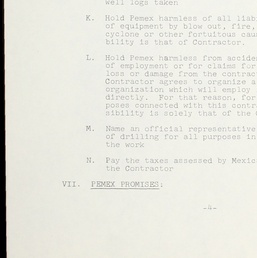 well logs taken
K. Hold Pemex harmless of all liab
of equipment by blow out, fire,
cyclone or other fortuitous cau
bility is that of Contractor.
L. Hold Pemex harmless from accide
of employment or for claims for
loss or damage from the contrac
Contractor agrees to organize a
organization which will employ
directly. For that reason, for
poses connected with this contr
sibility is solely that of the C
M. Name an official representative
of drilling for all purposes in
the work
N. Pay the taxes assessed by Mexic
the Contractor
VII. PEMEX PROMISES:
-4-